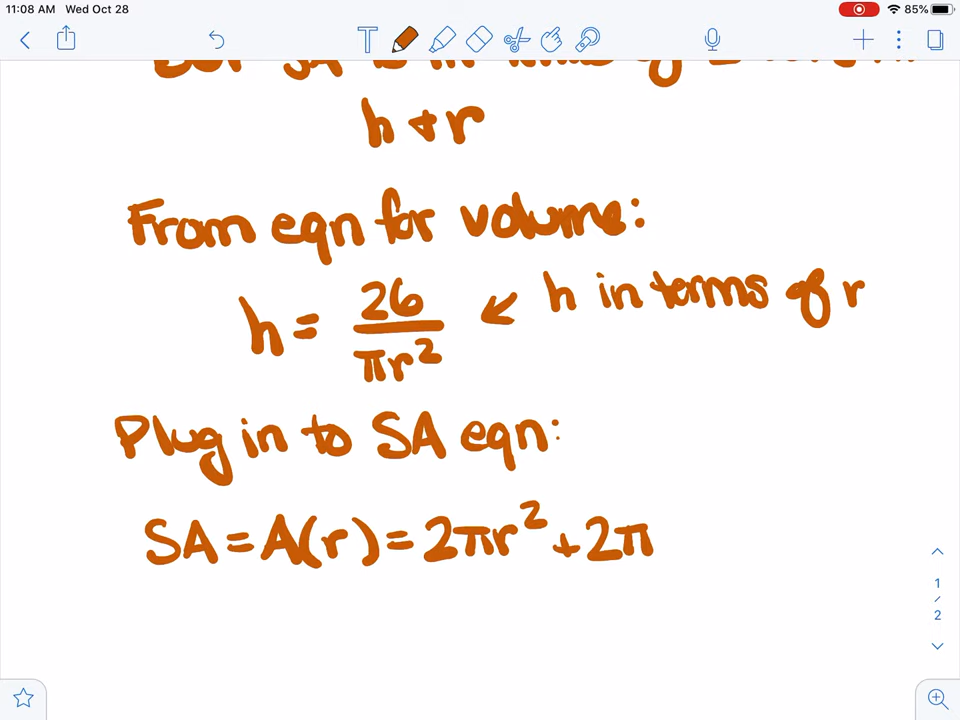 11:08 AM Wed Oct 28
85%
T
h + r
From eqn for volume:
h = 26 / πr² ← h in terms of r
Plug in to SA eqn:
SA = A(r) = 2πr² + 2π
1
/
2